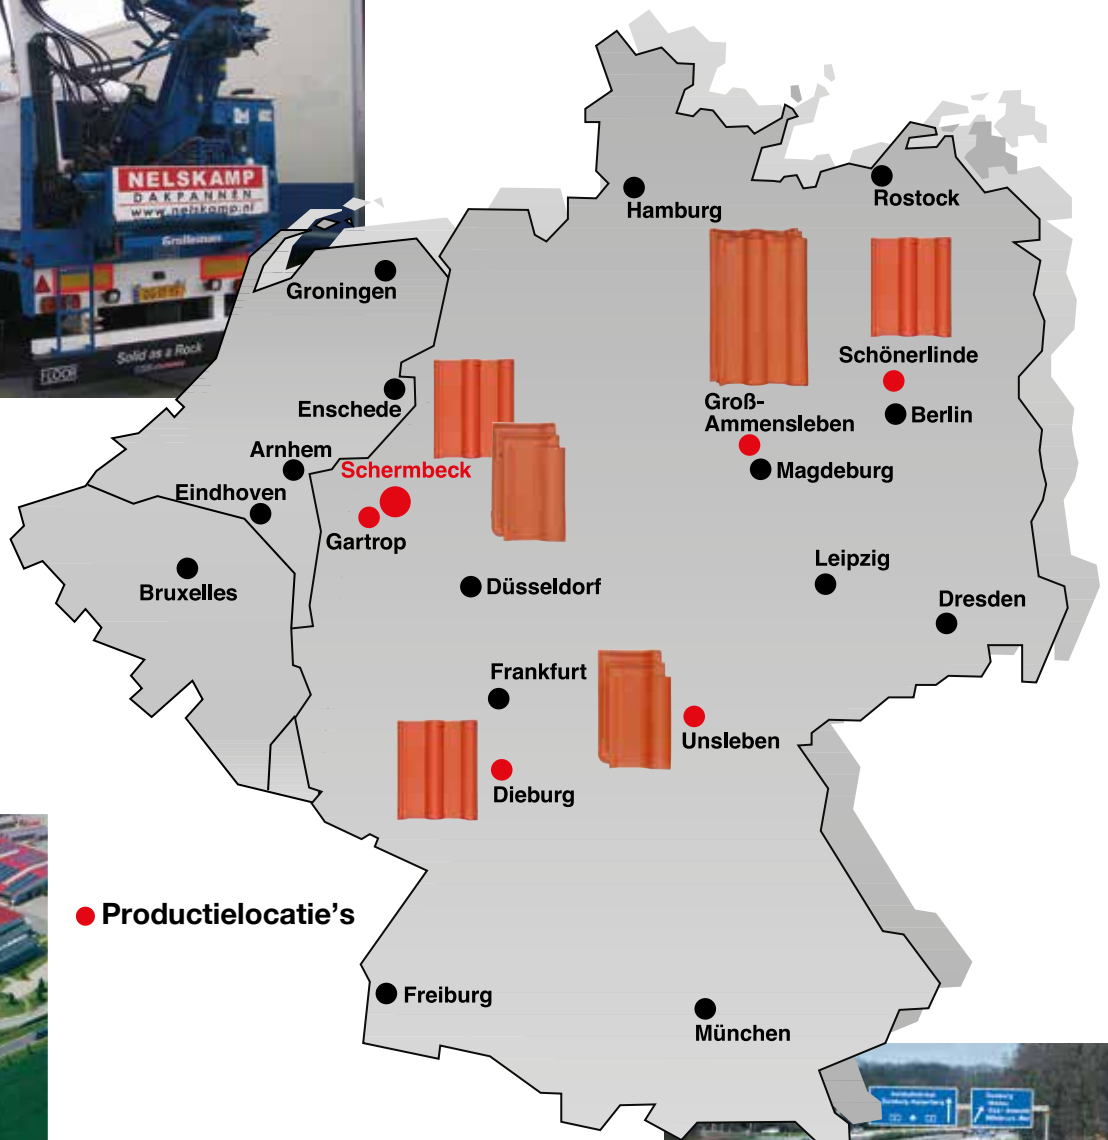 NELSKAMP
DAKPANNEN
www.nelskamp.nl
Solid as a Rock
FLOOR
Hamburg
Rostock
Groningen
Schönerlinde
Berlin
Enschede
Groß-
Ammensleben
Magdeburg
Arnhem
Schermbeck
Eindhoven
Gartrop
Bruxelles
Düsseldorf
Leipzig
Dresden
Frankfurt
Unsleben
Dieburg
Productielocatie's
Freiburg
München